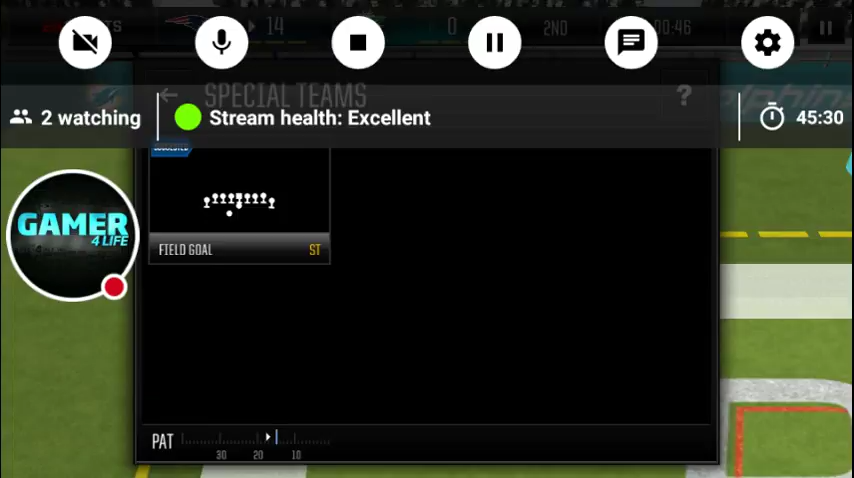 14 0 2ND 00:46
SPECIAL TEAMS ?
2 watching Stream health: Excellent 45:30
SUGGESTED
GAMER
4 LIFE
FIELD GOAL ST
PAT
30 20 10